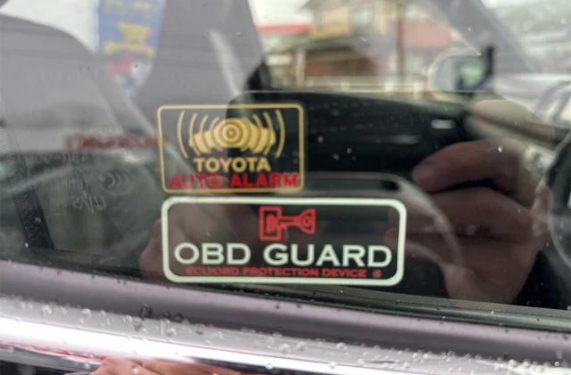 TOYOTA
AUTO ALARM
OBD GUARD
ECU/OBD PROTECTION DEVICE